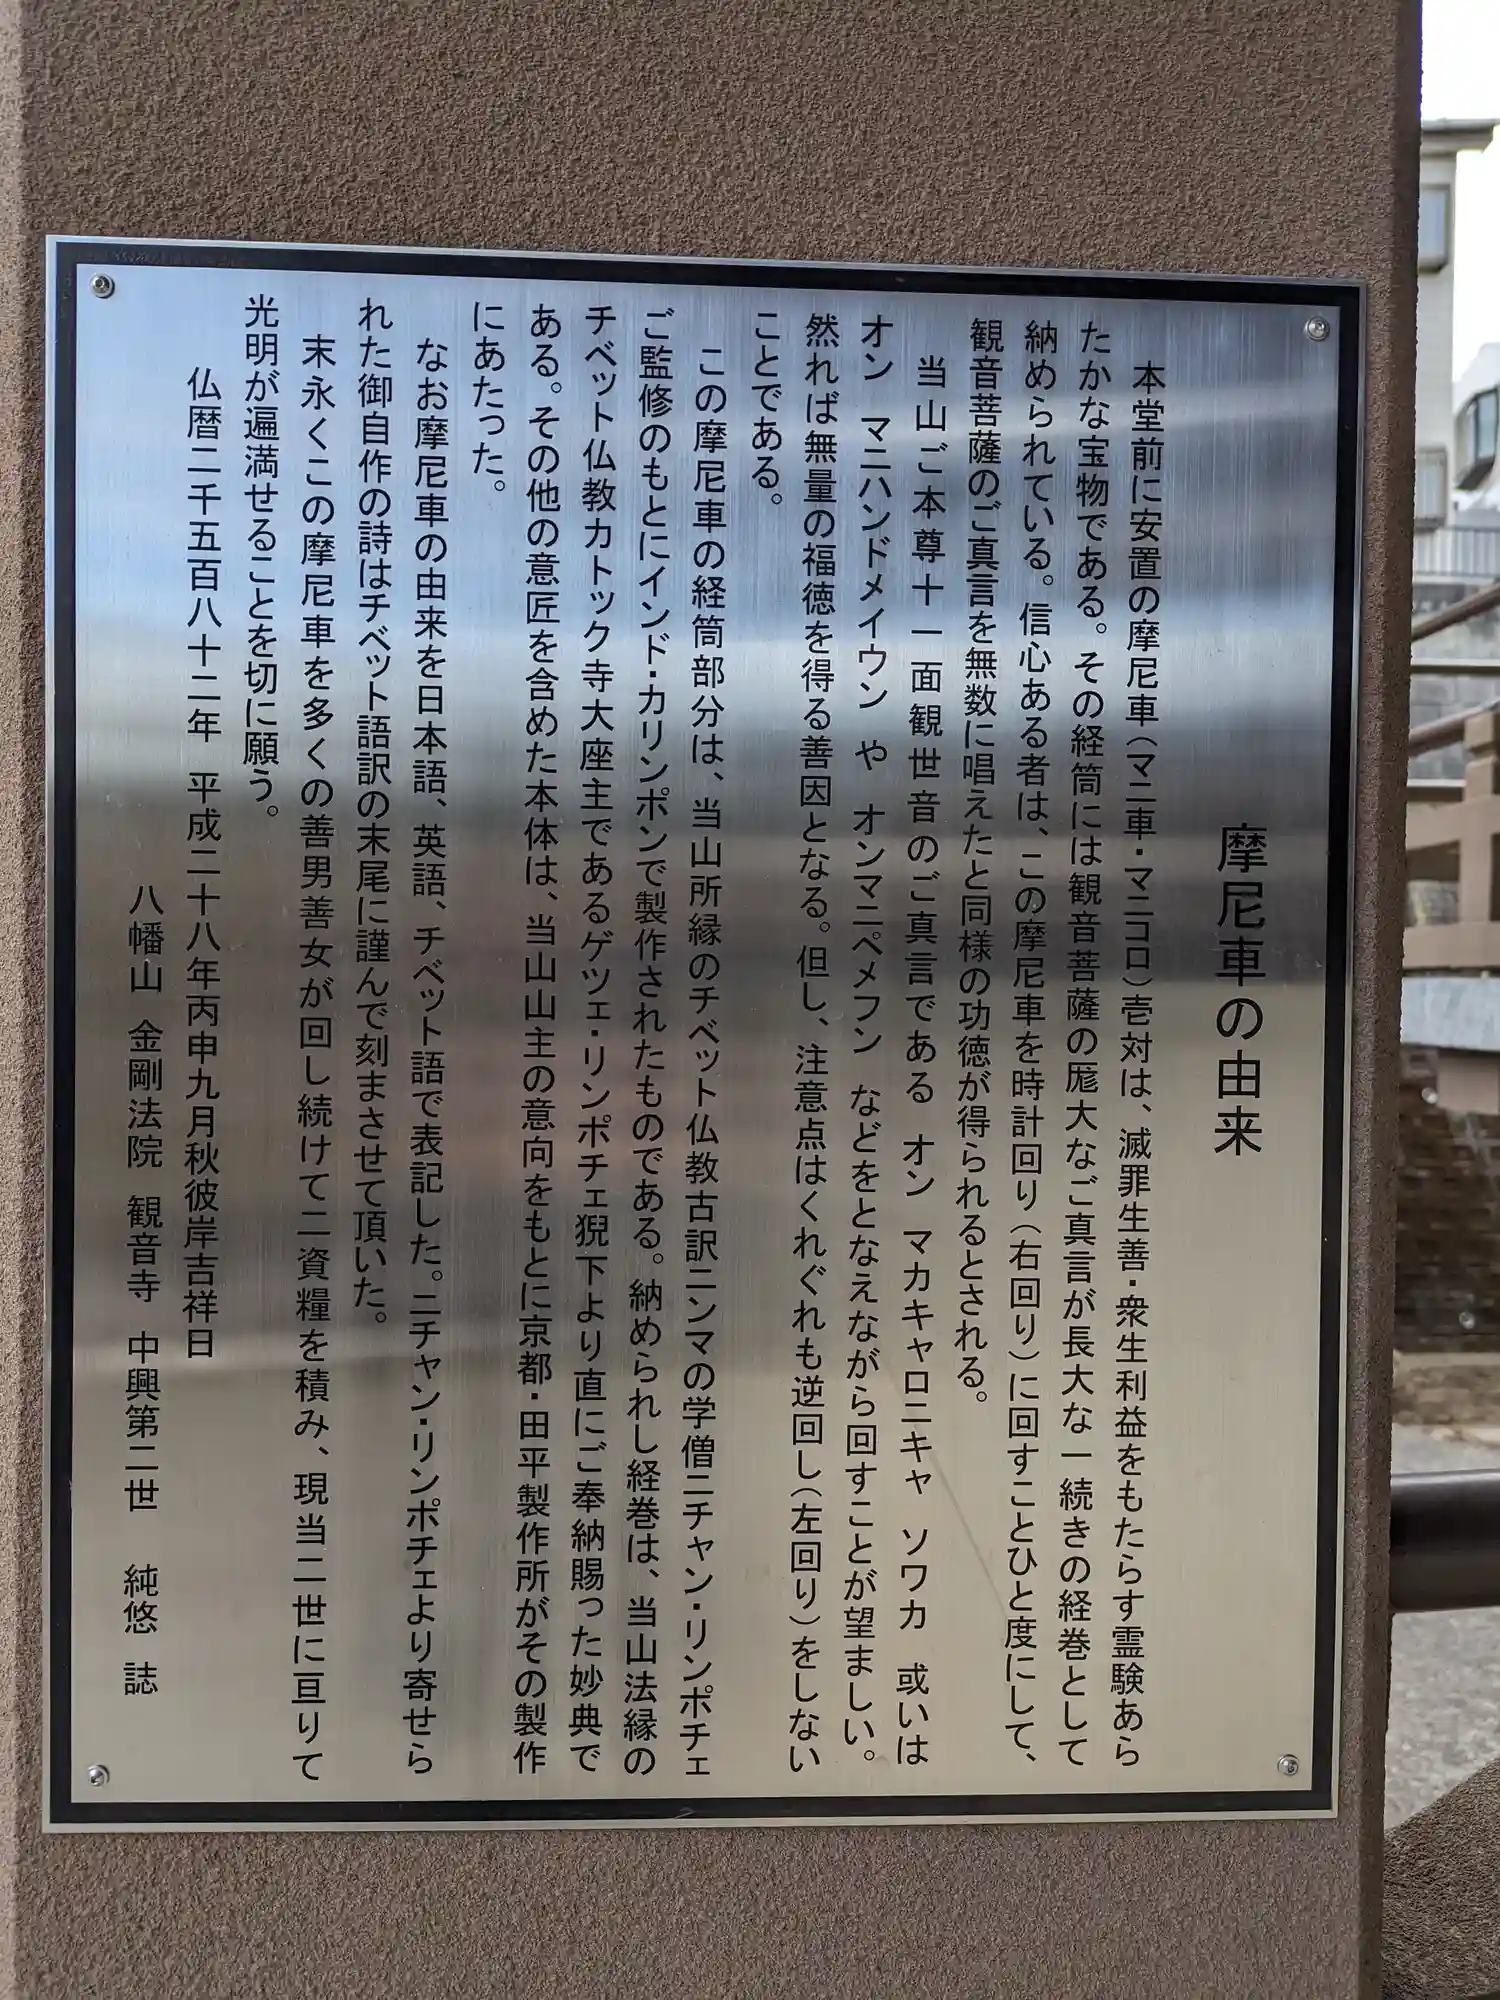 摩尼車の由来
本堂前に安置の摩尼車（マニ車・マニコロ）壱対は、滅罪生善・衆生利益をもたらす霊験あら
たかな宝物である。その経筒には観音菩薩の厖大なご真言が長大な一続きの経巻として
納められている。信心ある者は、この摩尼車を時計回り（右回り）に回すことひと度にして、
観音菩薩のご真言を無数に唱えたと同様の功徳が得られるとされる。
当山ご本尊十一面観世音のご真言である オン マカキャロニキャ ソワカ 或いは
オン マニハンドメイウン や オンマニペメフン などをとなえながら回すことが望ましい。
然れば無量の福徳を得る善因となる。但し、注意点はくれぐれも逆回し（左回り）をしない
ことである。
この摩尼車の経筒部分は、当山所縁のチベット仏教古訳ニンマの学僧ニチャン・リンポチェ
ご監修のもとにインド・カリンポンで製作されたものである。納められし経巻は、当山法縁の
チベット仏教カトック寺大座主であるゲツェ・リンポチェ猊下より直にご奉納賜った妙典で
ある。その他の意匠を含めた本体は、当山山主の意向をもとに京都・田平製作所がその製作
にあたった。
なお摩尼車の由来を日本語、英語、チベット語で表記した。ニチャン・リンポチェより寄せら
れた御自作の詩はチベット語訳の末尾に謹んで刻まさせて頂いた。
末永くこの摩尼車を多くの善男善女が回し続けて二資糧を積み、現当二世に亘りて
光明が遍満せることを切に願う。
仏暦二千五百八十二年 平成二十八年丙申九月秋彼岸吉祥日
八幡山 金剛法院 観音寺 中興第二世 純悠 誌